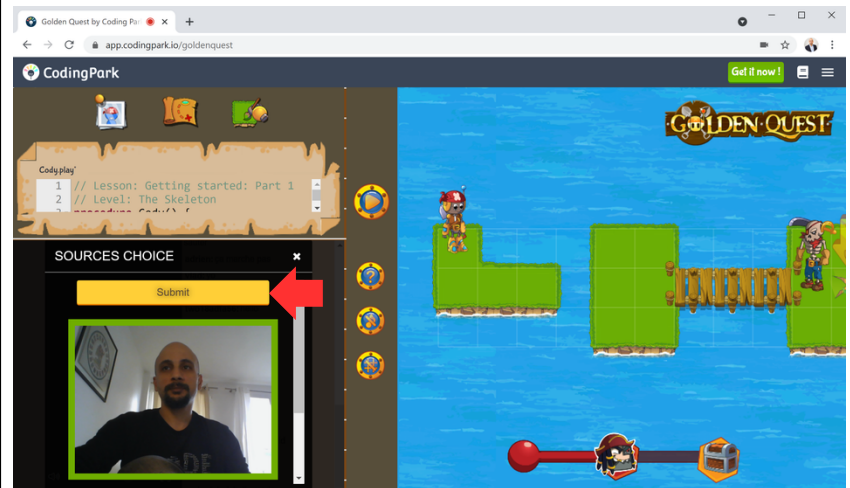 Golden Quest by Coding Par
app.codingpark.io/goldenquest
CodingPark
Get it now !
GOLDEN QUEST
Cody.play*
1 // Lesson: Getting started: Part 1
2 // Level: The Skeleton
SOURCES CHOICE
Submit